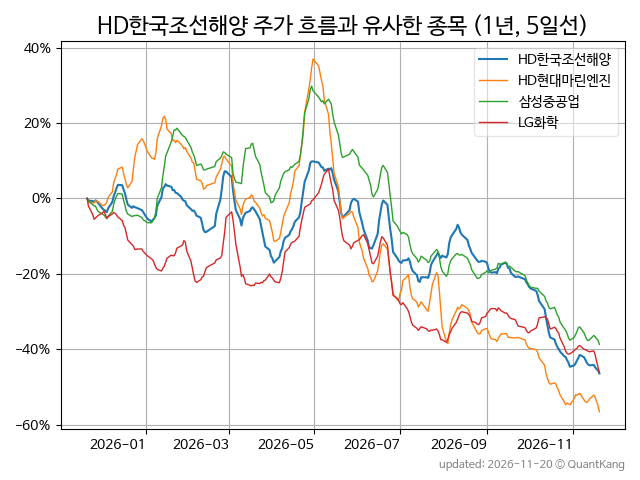 HD한국조선해양 주가 흐름과 유사한 종목 (1년, 5일선)
HD한국조선해양
HD현대마린엔진
삼성중공업
LG화학
40%
20%
0%
−20%
−40%
−60%
2026-01 2026-03 2026-05 2026-07 2026-09 2026-11
updated: 2026-11-20 © QuantKang